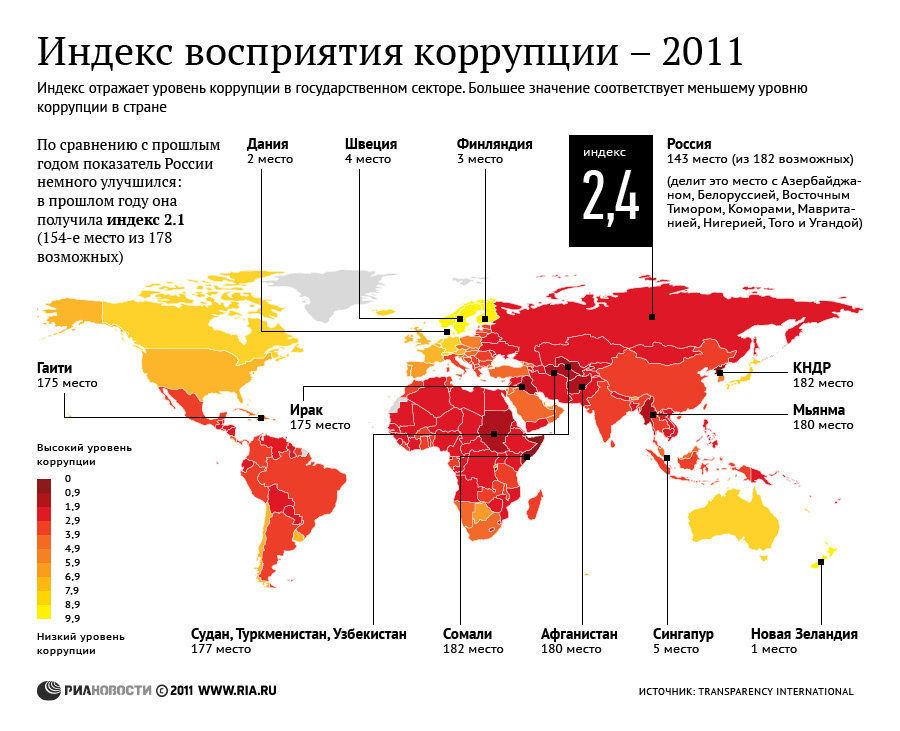 Индекс восприятия коррупции – 2011
Индекс отражает уровень коррупции в государственном секторе. Большее значение соответствует меньшему уровню
коррупции в стране
По сравнению с прошлым
годом показатель России
немного улучшился:
в прошлом году она
получила индекс 2.1
(154-е место из 178
возможных)
Дания
2 место
Швеция
4 место
Финляндия
3 место
индекс
2,4
Россия
143 место (из 182 возможных)
(делит это место с Азербайджа-
ном, Белоруссией, Восточным
Тимором, Коморами, Маврита-
нией, Нигерией, Того и Угандой)
Гаити
175 место
Ирак
175 место
КНДР
182 место
Мьянма
180 место
Высокий уровень
коррупции
0
0,9
1,9
2,9
3,9
4,9
5,9
6,9
7,9
8,9
9,9
Низкий уровень
коррупции
Судан, Туркменистан, Узбекистан
177 место
Сомали
182 место
Афганистан
180 место
Сингапур
5 место
Новая Зеландия
1 место
РИАНОВОСТИ © 2011 WWW.RIA.RU
ИСТОЧНИК: TRANSPARENCY INTERNATIONAL